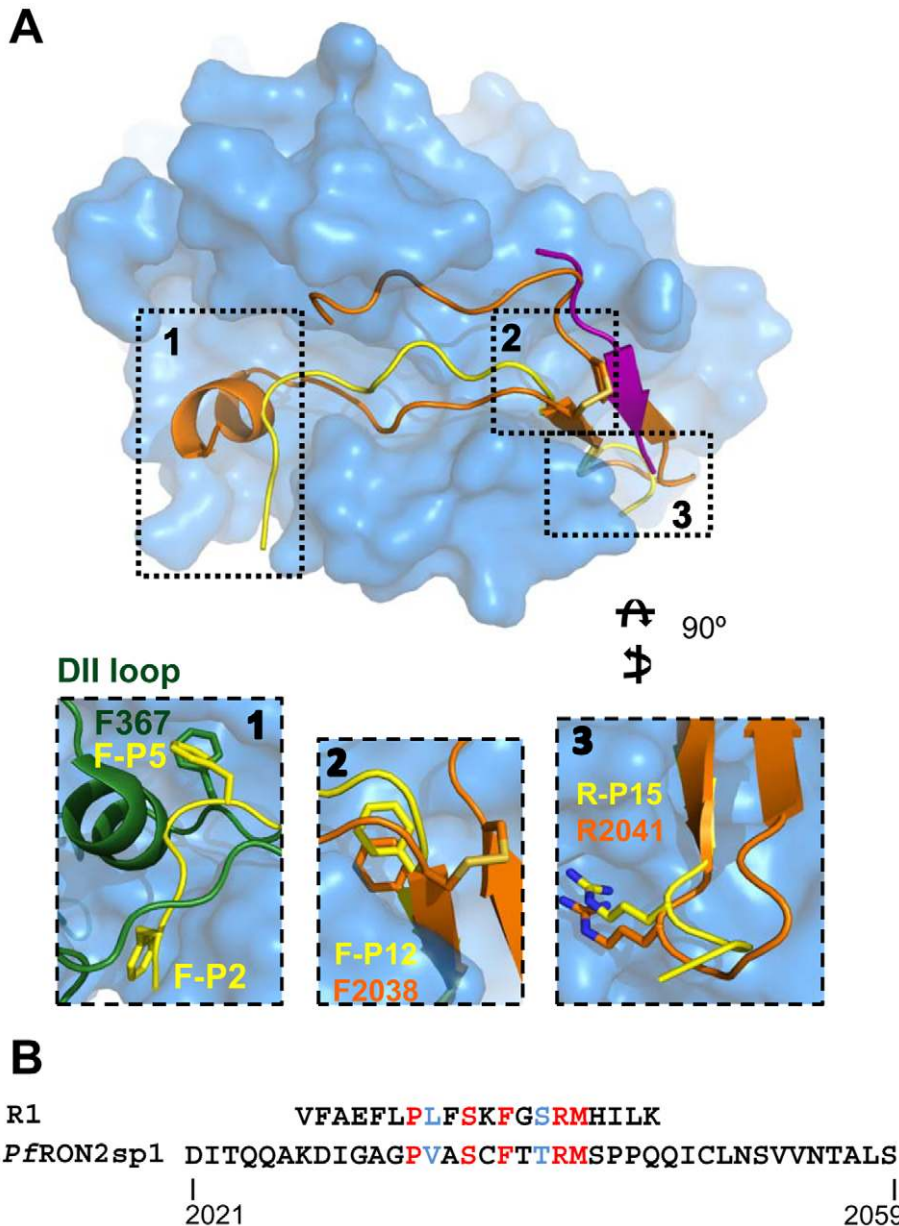 A
1
2
3
90º
DII loop
F367
F-P5
1
F-P2
2
F-P12
F2038
3
R-P15
R2041
B
R1 VFAEFLPLFSKFGSRMHILK
PfRON2sp1 DITQQAKDIGAGPVASCFTTRMSPPQQICLNSVVNTALS
2021 2059